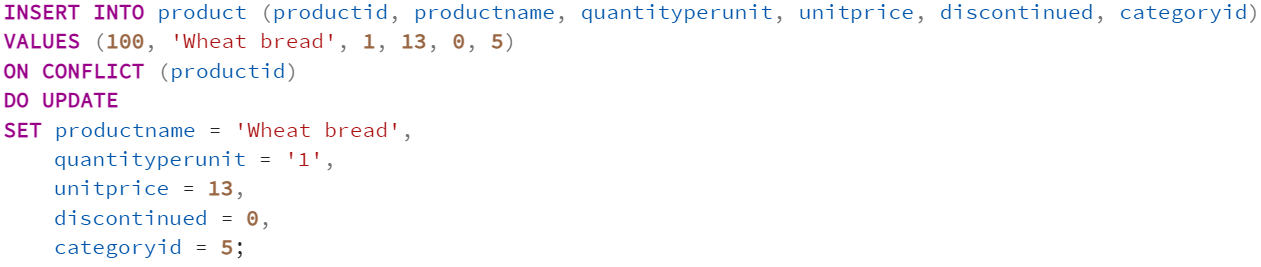 INSERT INTO product (productid, productname, quantityperunit, unitprice, discontinued, categoryid)
VALUES (100, 'Wheat bread', 1, 13, 0, 5)
ON CONFLICT (productid)
DO UPDATE
SET productname = 'Wheat bread',
    quantityperunit = '1',
    unitprice = 13,
    discontinued = 0,
    categoryid = 5;